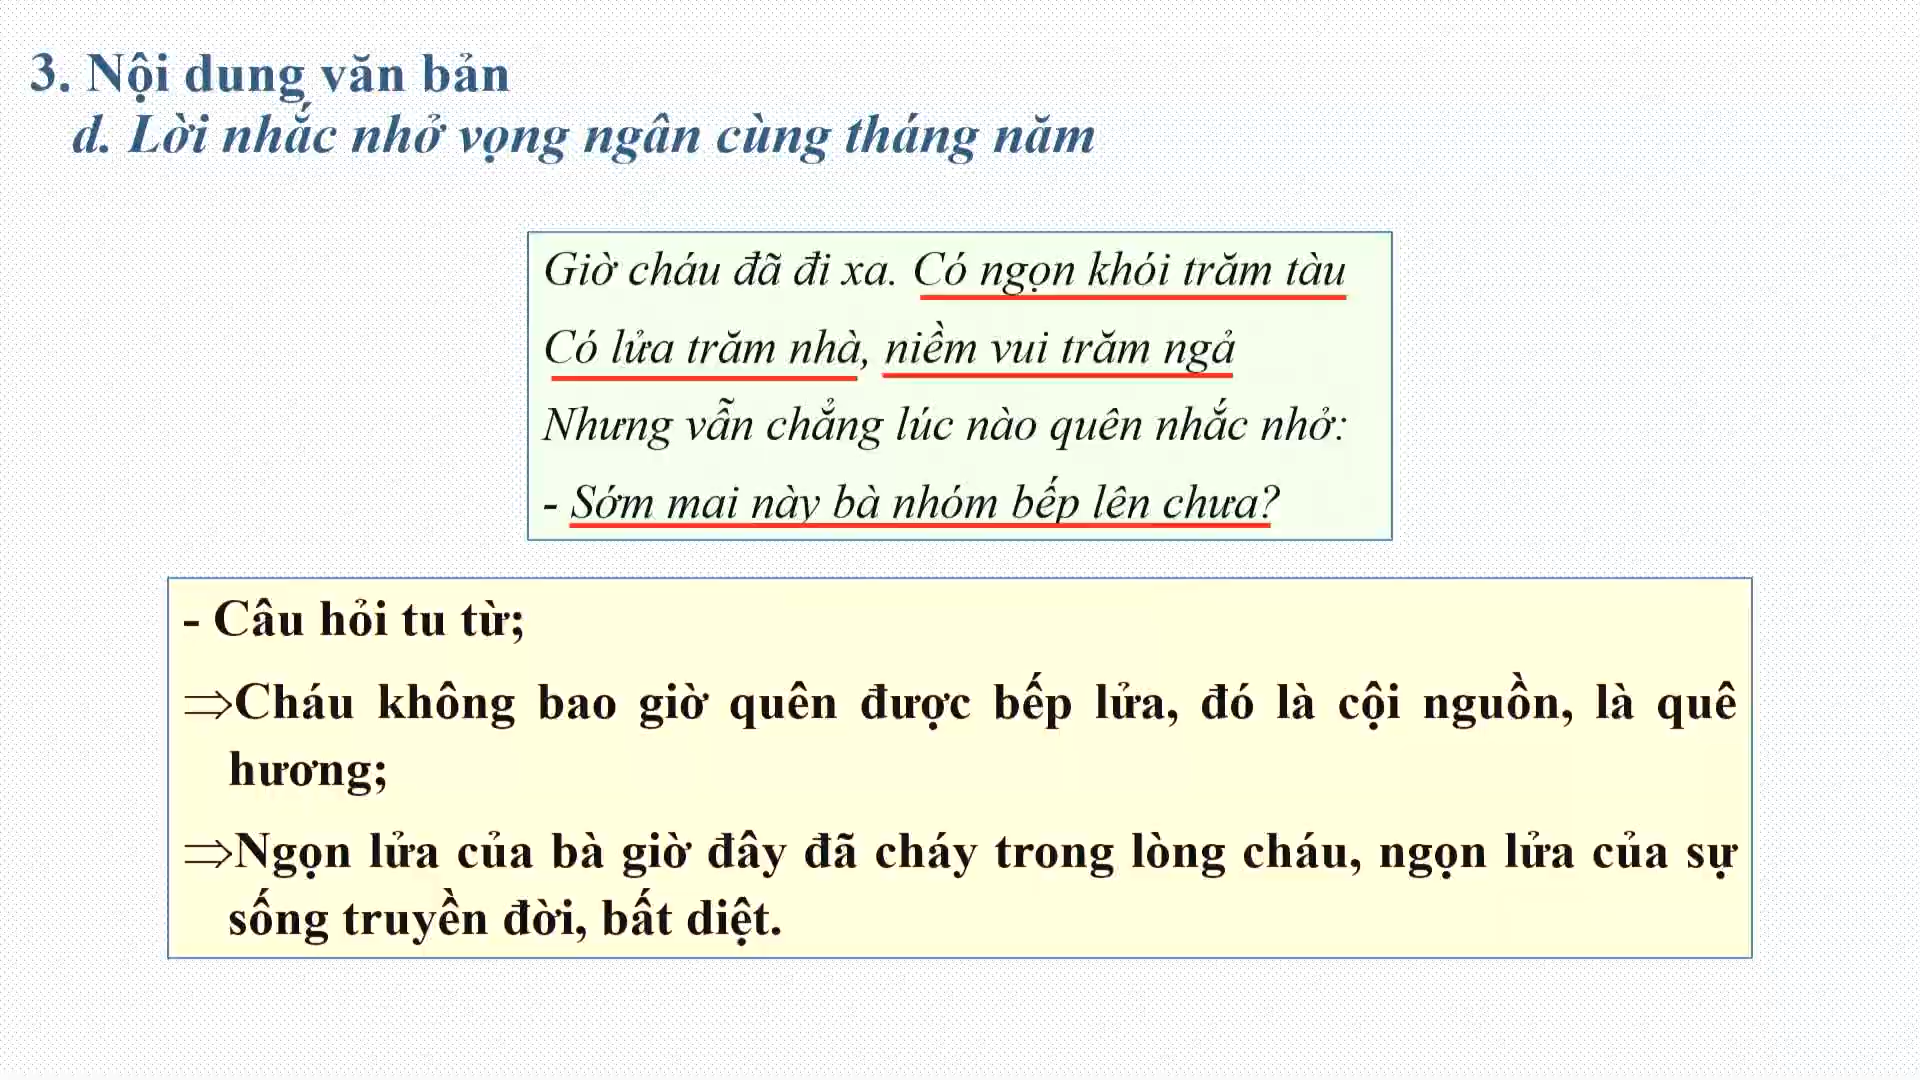 3. Nội dung văn bản
d. Lời nhắc nhở vọng ngân cùng tháng năm
Giờ cháu đã đi xa. Có ngọn khói trăm tàu
Có lửa trăm nhà, niềm vui trăm ngả
Nhưng vẫn chẳng lúc nào quên nhắc nhở:
- Sớm mai này bà nhóm bếp lên chưa?
- Câu hỏi tu từ;
⇒Cháu không bao giờ quên được bếp lửa, đó là cội nguồn, là quê
hương;
⇒Ngọn lửa của bà giờ đây đã cháy trong lòng cháu, ngọn lửa của sự
sống truyền đời, bất diệt.